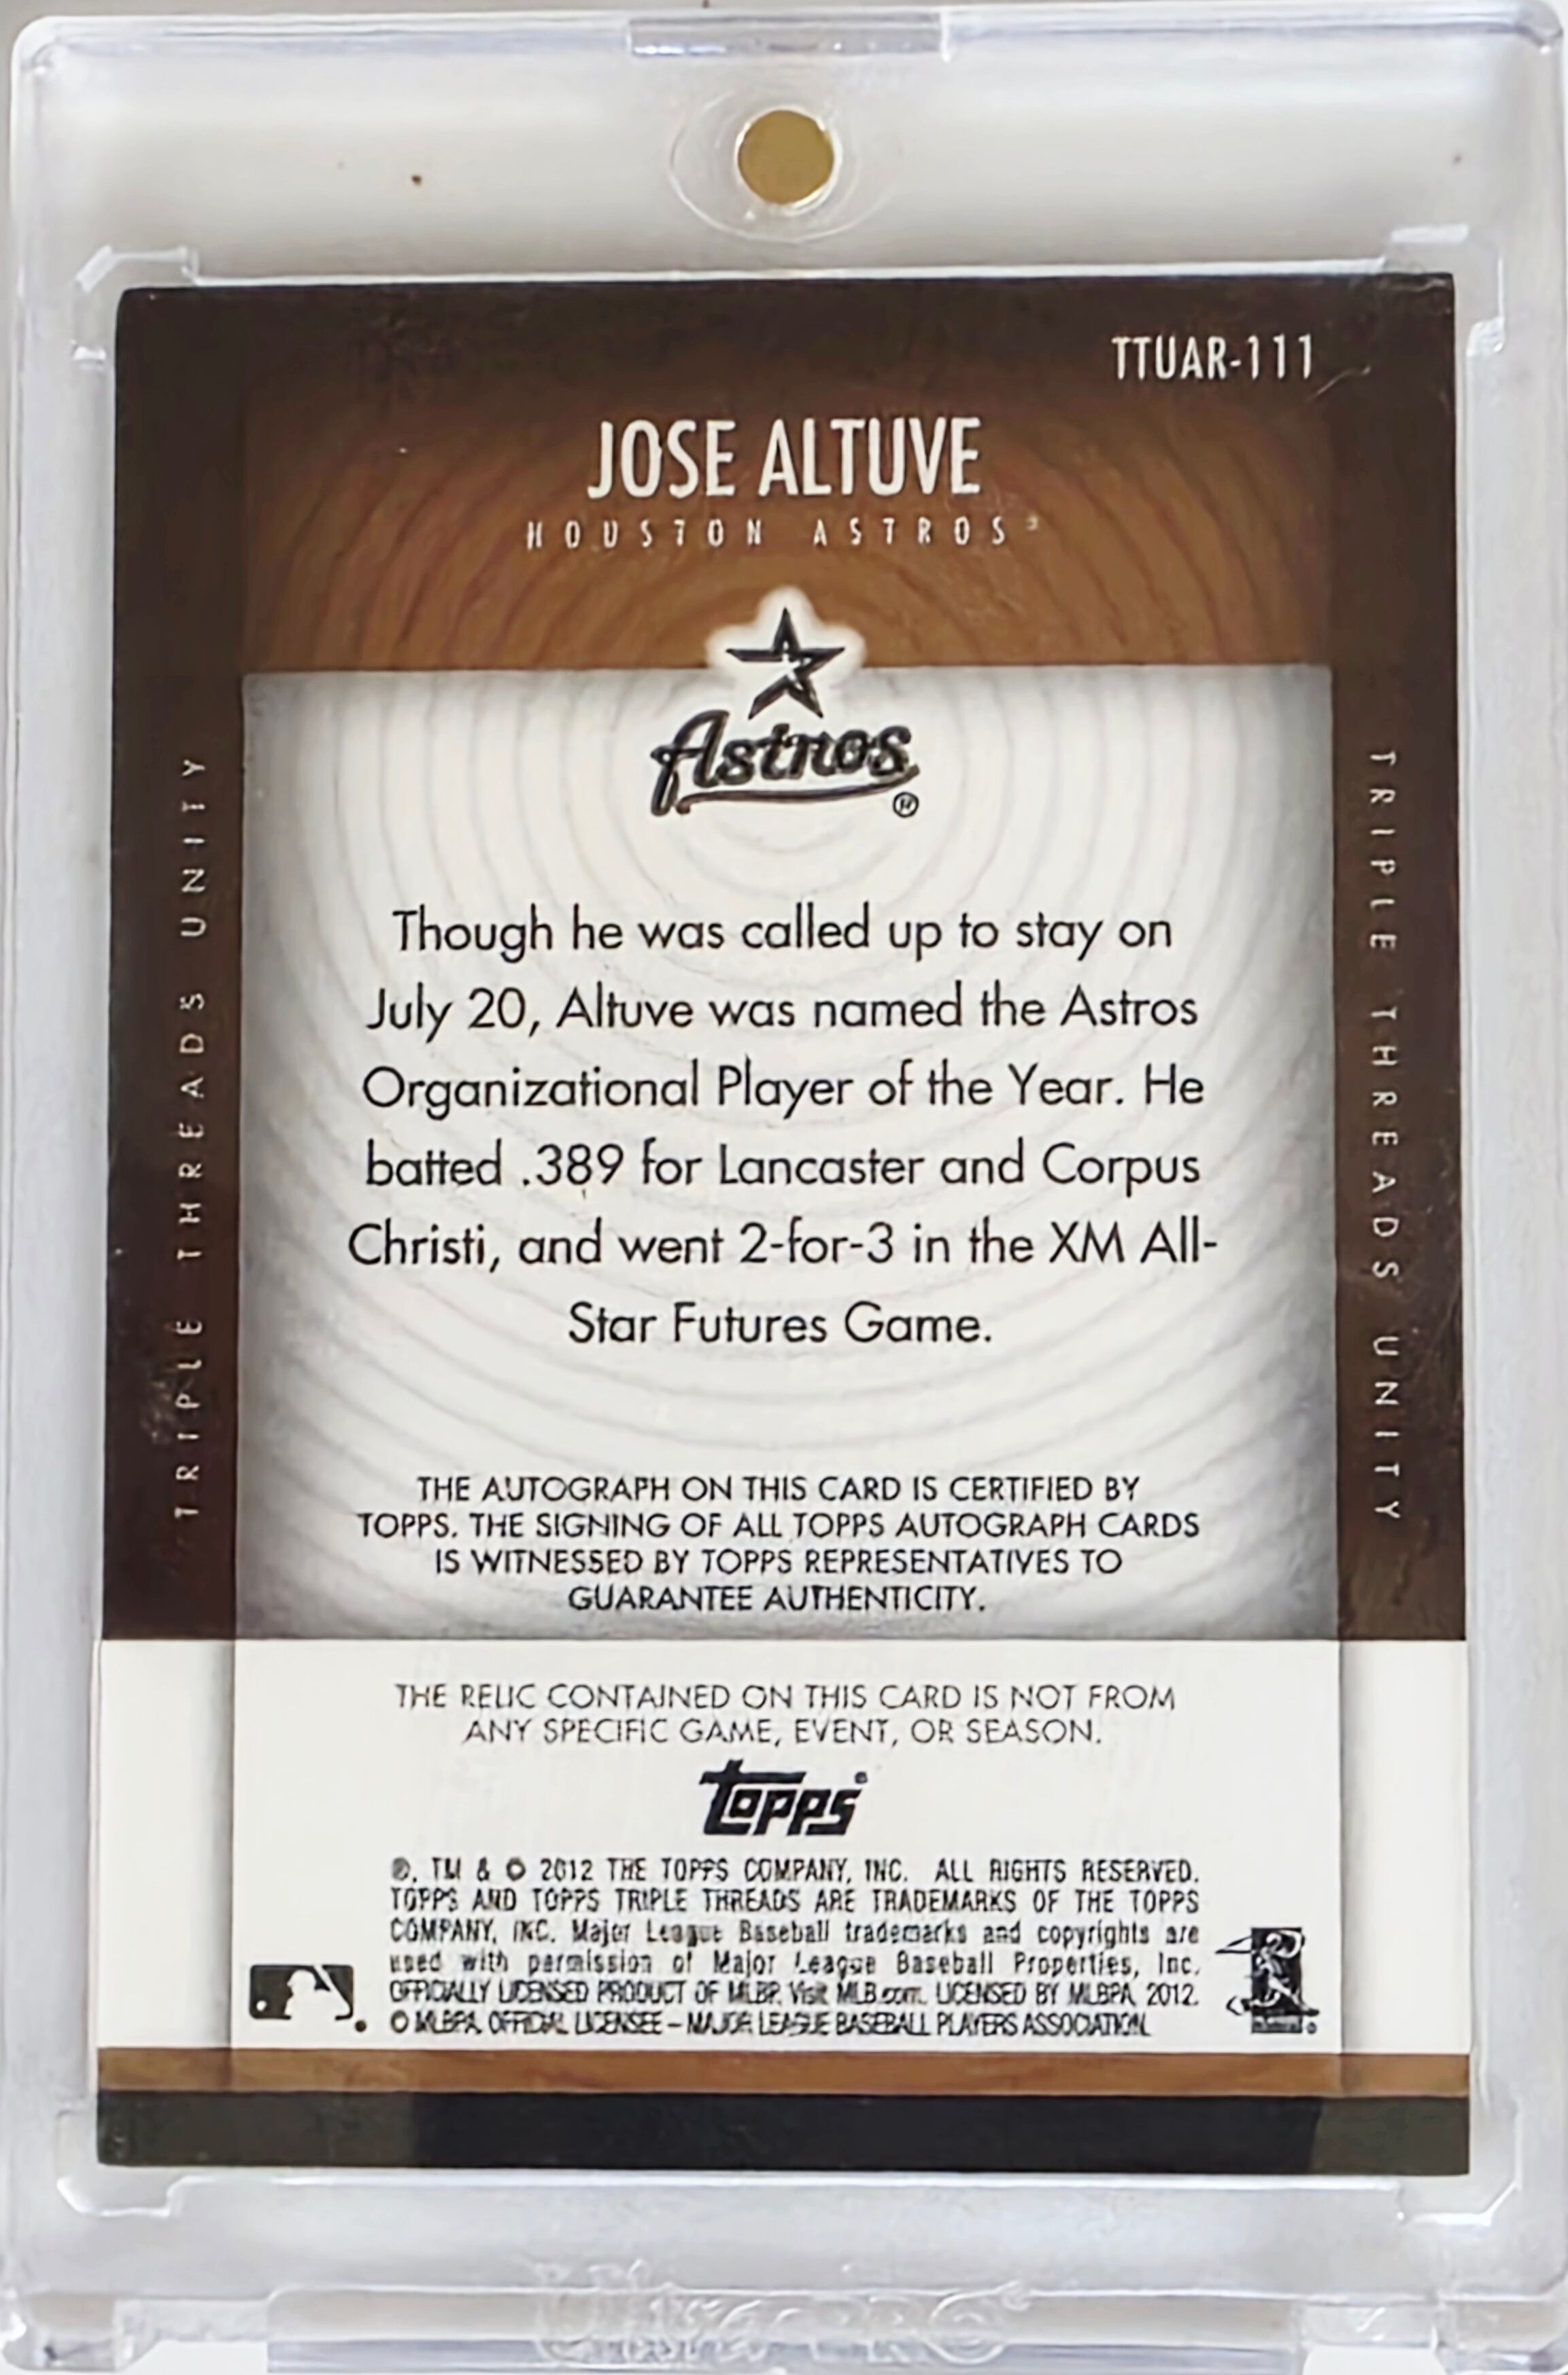 TTUAR-111
JOSE ALTUVE
HOUSTON ASTROS®
Astros®
TRIPLE THREADS UNITY
TRIPLE THREADS UNITY
Though he was called up to stay on
July 20, Altuve was named the Astros
Organizational Player of the Year. He
batted .389 for Lancaster and Corpus
Christi, and went 2-for-3 in the XM All-
Star Futures Game.
THE AUTOGRAPH ON THIS CARD IS CERTIFIED BY
TOPPS. THE SIGNING OF ALL TOPPS AUTOGRAPH CARDS
IS WITNESSED BY TOPPS REPRESENTATIVES TO
GUARANTEE AUTHENTICITY.
THE RELIC CONTAINED ON THIS CARD IS NOT FROM
ANY SPECIFIC GAME, EVENT, OR SEASON.
topps®
®, TM & © 2012 THE TOPPS COMPANY, INC. ALL RIGHTS RESERVED.
TOPPS AND TOPPS TRIPLE THREADS ARE TRADEMARKS OF THE TOPPS
COMPANY, INC. Major League Baseball trademarks and copyrights are
used with permission of Major League Baseball Properties, Inc.
OFFICIALLY LICENSED PRODUCT OF MLBP. Visit MLB.com. LICENSED BY MLBPA, 2012.
© MLBPA. OFFICIAL LICENSEE – MAJOR LEAGUE BASEBALL PLAYERS ASSOCIATION.